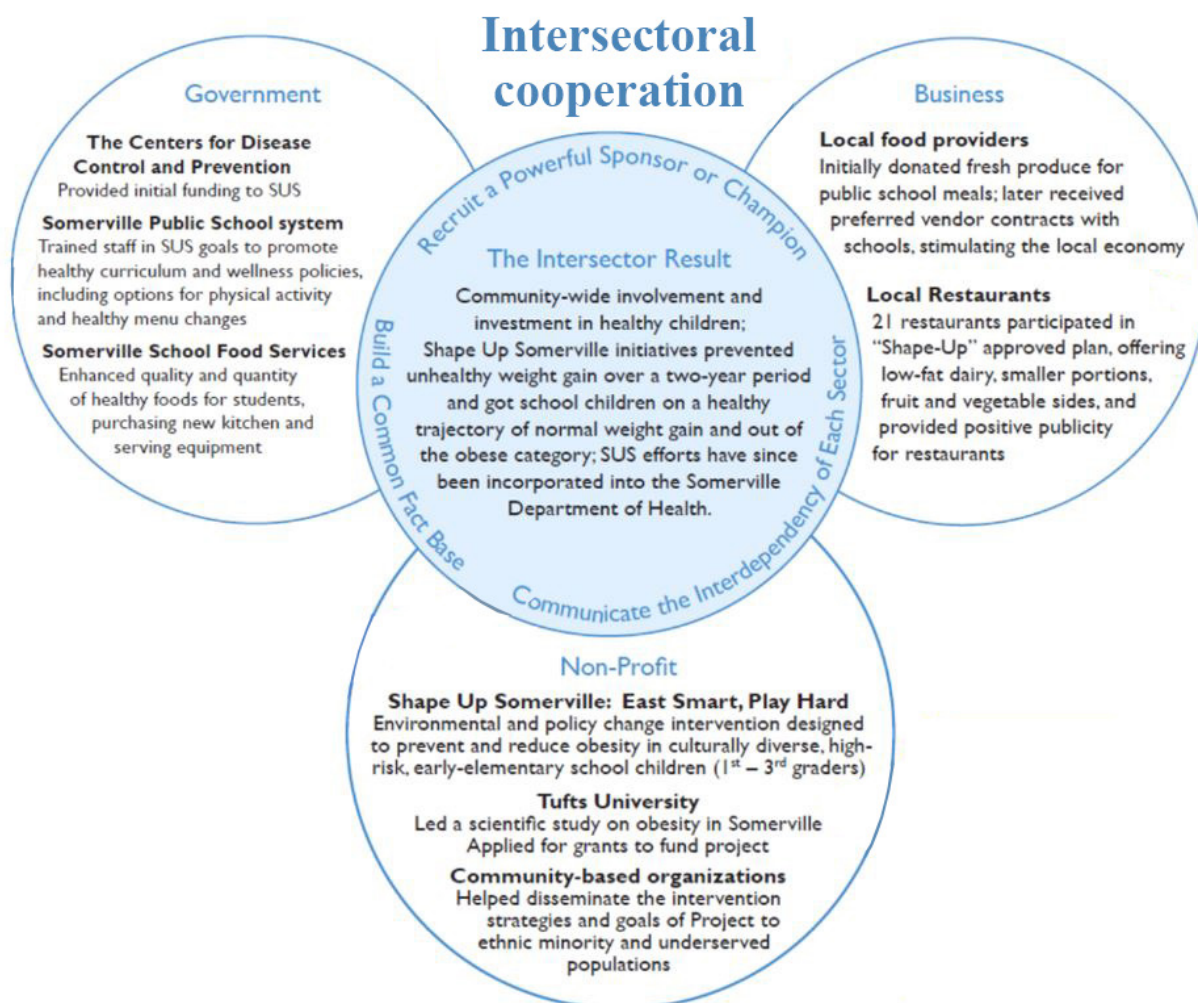 Intersectoral
cooperation
Government
The Centers for Disease
Control and Prevention
Provided initial funding to SUS
Somerville Public School system
Trained staff in SUS goals to promote
healthy curriculum and wellness policies,
including options for physical activity
and healthy menu changes
Somerville School Food Services
Enhanced quality and quantity
of healthy foods for students,
purchasing new kitchen and
serving equipment
Recruit a Powerful Sponsor or Champion
Build a Common Fact Base
Communicate the Interdependency of Each Sector
The Intersector Result
Community-wide involvement and
investment in healthy children;
Shape Up Somerville initiatives prevented
unhealthy weight gain over a two-year period
and got school children on a healthy
trajectory of normal weight gain and out of
the obese category; SUS efforts have since
been incorporated into the Somerville
Department of Health.
Business
Local food providers
Initially donated fresh produce for
public school meals; later received
preferred vendor contracts with
schools, stimulating the local economy
Local Restaurants
21 restaurants participated in
“Shape-Up” approved plan, offering
low-fat dairy, smaller portions,
fruit and vegetable sides, and
provided positive publicity
for restaurants
Non-Profit
Shape Up Somerville: East Smart, Play Hard
Environmental and policy change intervention designed
to prevent and reduce obesity in culturally diverse, high-
risk, early-elementary school children (1st – 3rd graders)
Tufts University
Led a scientific study on obesity in Somerville
Applied for grants to fund project
Community-based organizations
Helped disseminate the intervention
strategies and goals of Project to
ethnic minority and underserved
populations